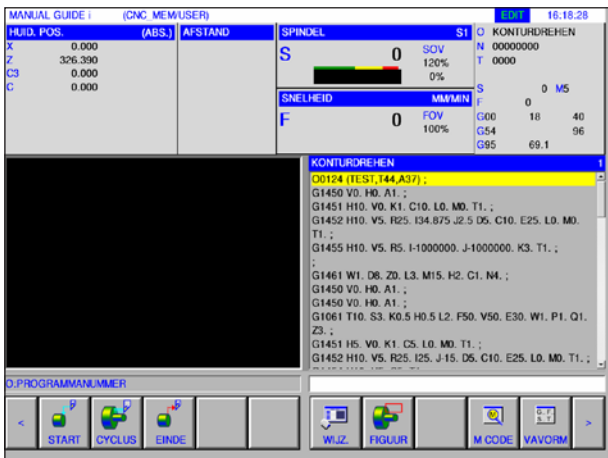 MANUAL GUIDE i (CNC_MEM/USER) EDIT 16:18.28
HUID. POS. (ABS.) AFSTAND SPINDEL S1 O KONTURDREHEN
X 0.000 N 00000000
Z 326.390 S 0 SOV T 0000
C3 0.000 120%
C 0.000 0% S 0 M5
SNELHEID MM/MIN F 0
F 0 FOV G00 18 40
100% G54 96
G95 69.1
KONTURDREHEN 1
O0124 (TEST,T44,A37) ;
G1450 V0. H0. A1. ;
G1451 H10. V0. K1. C10. L0. M0. T1. ;
G1452 H10. V5. R25. I34.875 J2.5 D5. C10. E25. L0. M0.
T1. ;
G1455 H10. V5. R5. I-1000000. J-1000000. K3. T1. ;
;
G1461 W1. D8. Z0. L3. M15. H2. C1. N4. ;
G1450 V0. H0. A1. ;
G1450 V0. H0. A1. ;
G1061 T10. S3. K0.5 H0.5 L2. F50. V50. E30. W1. P1. Q1.
Z3. ;
G1451 H5. V0. K1. C5. L0. M0. T1. ;
G1452 H10. V5. R25. I25. J-15. D5. C10. E25. L0. M0. T1. ;
O:PROGRAMMANUMMER
< START CYCLUS EINDE WIJZ. FIGUUR M CODE VAVORM >